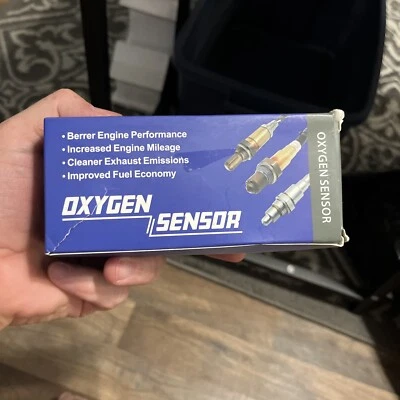 • Berrer Engine Performance
• Increased Engine Mileage
• Cleaner Exhaust Emissions
• Improved Fuel Economy
OXYGEN
SENSOR
OXYGEN SENSOR